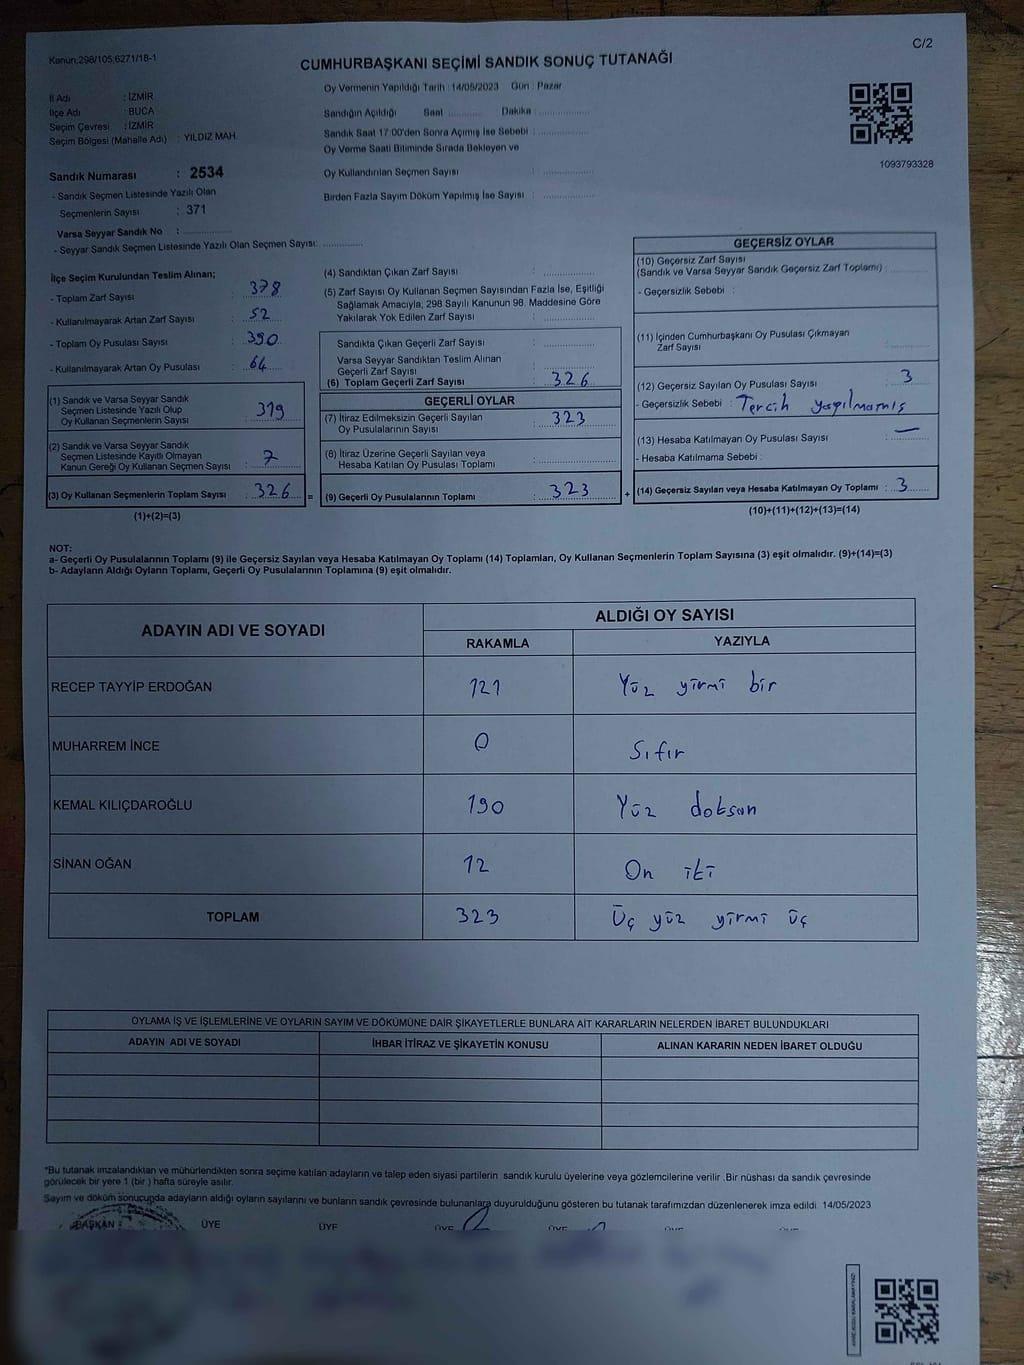 Kanun,298/105,6271/18-1
C/2
CUMHURBAŞKANI SEÇİMİ SANDIK SONUÇ TUTANAĞI
Oy Vermenin Yapıldığı Tarih : 14/05/2023 Gün : Pazar
İl Adı : İZMİR
İlçe Adı : BUCA
Seçim Çevresi : İZMİR
Seçim Bölgesi (Mahalle Adı) : YILDIZ MAH.
Sandığın Açıldığı Saat ............ Dakika : ............
Sandık Saat 17:00'den Sonra Açımış İse Sebebi : ............
Oy Verme Saati Bitiminde Sırada Bekleyen ve
Oy Kullandırılan Seçmen Sayısı : ............
Birden Fazla Sayım Döküm Yapılmış İse Sayısı : ............
1093793328
Sandık Numarası : 2534
- Sandık Seçmen Listesinde Yazılı Olan
Seçmenlerin Sayısı : 371
Varsa Seyyar Sandık No : ............
- Seyyar Sandık Seçmen Listesinde Yazılı Olan Seçmen Sayısı: ............
İlçe Seçim Kurulundan Teslim Alınan;
- Toplam Zarf Sayısı : 378
- Kullanılmayarak Artan Zarf Sayısı : 52
- Toplam Oy Pusulası Sayısı : 390
- Kullanılmayarak Artan Oy Pusulası : 64
(1) Sandık ve Varsa Seyyar Sandık
Seçmen Listesinde Yazılı Olup
Oy Kullanan Seçmenlerin Sayısı : 319
(2) Sandık ve Varsa Seyyar Sandık
Seçmen Listesinde Kayıtlı Olmayan
Kanun Gereği Oy Kullanan Seçmen Sayısı : 7
(3) Oy Kullanan Seçmenlerin Toplam Sayısı : 326 =
(1)+(2)=(3)
(4) Sandıktan Çıkan Zarf Sayısı : ............
(5) Zarf Sayısı Oy Kullanan Seçmen Sayısından Fazla İse, Eşitliği
Sağlamak Amacıyla, 298 Sayılı Kanunun 98. Maddesine Göre
Yakılarak Yok Edilen Zarf Sayısı : ............
Sandıkta Çıkan Geçerli Zarf Sayısı : ............
Varsa Seyyar Sandıktan Teslim Alınan
Geçerli Zarf Sayısı : ............
(6) Toplam Geçerli Zarf Sayısı : 326
GEÇERLİ OYLAR
(7) İtiraz Edilmeksizin Geçerli Sayılan
Oy Pusulalarının Sayısı : 323
(8) İtiraz Üzerine Geçerli Sayılan veya
Hesaba Katılan Oy Pusulası Toplamı : ............
(9) Geçerli Oy Pusulalarının Toplamı : 323 +
GEÇERSİZ OYLAR
(10) Geçersiz Zarf Sayısı
(Sandık ve Varsa Seyyar Sandık Geçersiz Zarf Toplamı) : ............
- Geçersizlik Sebebi :
(11) İçinden Cumhurbaşkanı Oy Pusulası Çıkmayan
Zarf Sayısı : ............
(12) Geçersiz Sayılan Oy Pusulası Sayısı : 3
- Geçersizlik Sebebi : Tercih yapılmamış
(13) Hesaba Katılmayan Oy Pusulası Sayısı : —
- Hesaba Katılmama Sebebi :
(14) Geçersiz Sayılan veya Hesaba Katılmayan Oy Toplamı : 3
(10)+(11)+(12)+(13)=(14)
NOT:
a- Geçerli Oy Pusulalarının Toplamı (9) ile Geçersiz Sayılan veya Hesaba Katılmayan Oy Toplamı (14) Toplamları, Oy Kullanan Seçmenlerin Toplam Sayısına (3) eşit olmalıdır. (9)+(14)=(3)
b- Adayların Aldığı Oyların Toplamı, Geçerli Oy Pusulalarının Toplamına (9) eşit olmalıdır.
ADAYIN ADI VE SOYADI
ALDIĞI OY SAYISI
RAKAMLA YAZIYLA
RECEP TAYYİP ERDOĞAN 121 Yüz yirmi bir
MUHARREM İNCE 0 Sıfır
KEMAL KILIÇDAROĞLU 190 Yüz doksan
SİNAN OĞAN 12 On iki
TOPLAM 323 Üç yüz yirmi üç
OYLAMA İŞ VE İŞLEMLERİNE VE OYLARIN SAYIM VE DÖKÜMÜNE DAİR ŞİKAYETLERLE BUNLARA AİT KARARLARIN NELERDEN İBARET BULUNDUKLARI
ADAYIN ADI VE SOYADI İHBAR İTİRAZ VE ŞİKAYETİN KONUSU ALINAN KARARIN NEDEN İBARET OLDUĞU
*Bu tutanak imzalandıktan ve mühürlendikten sonra seçime katılan adayların ve talep eden siyasi partilerin sandık kurulu üyelerine veya gözlemcilerine verilir .Bir nüshası da sandık çevresinde
görülecek bir yere 1 (bir ) hafta süreyle asılır.
Sayım ve döküm sonucunda adayların aldığı oyların sayılarını ve bunların sandık çevresinde bulunanlara duyurulduğunu gösteren bu tutanak tarafımızdan düzenlenerek imza edildi. 14/05/2023
BAŞKAN ÜYE ÜYE ÜYE ÜYE